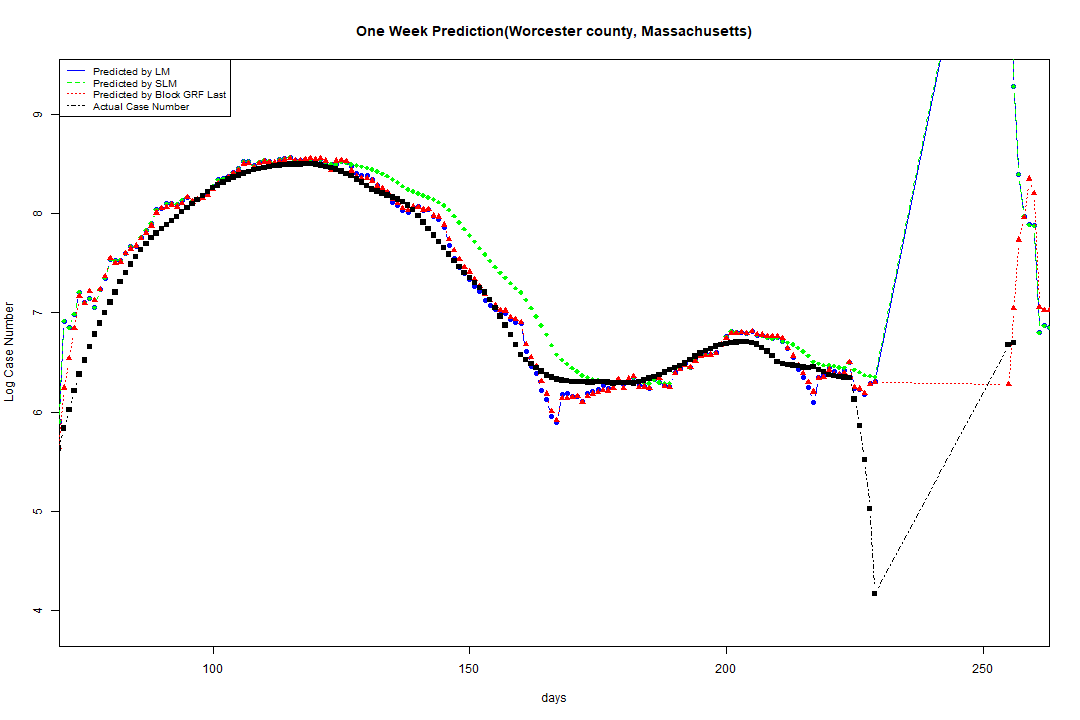 One Week Prediction(Worcester county, Massachusetts)
Predicted by LM
Predicted by SLM
Predicted by Block GRF Last
Actual Case Number
Log Case Number
9
8
7
6
5
4
100
150
200
250
days